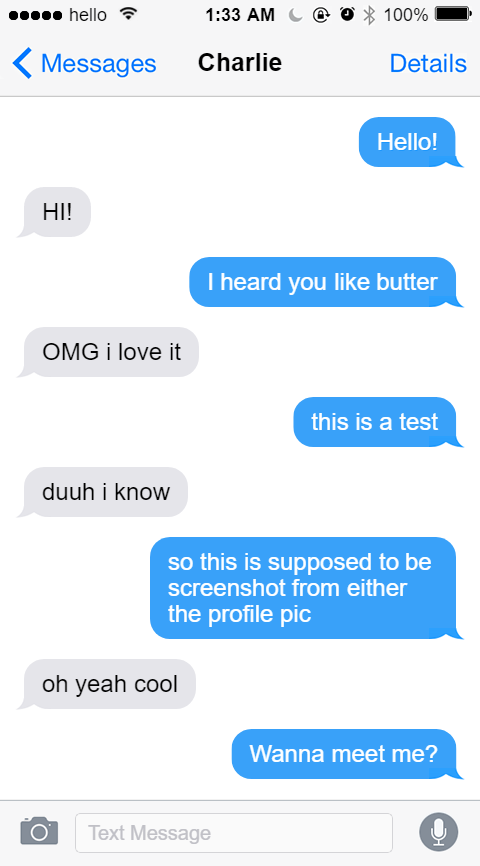 hello 1:33 AM 100%
Messages Charlie Details
Hello!
HI!
I heard you like butter
OMG i love it
this is a test
duuh i know
so this is supposed to be
screenshot from either
the profile pic
oh yeah cool
Wanna meet me?
Text Message